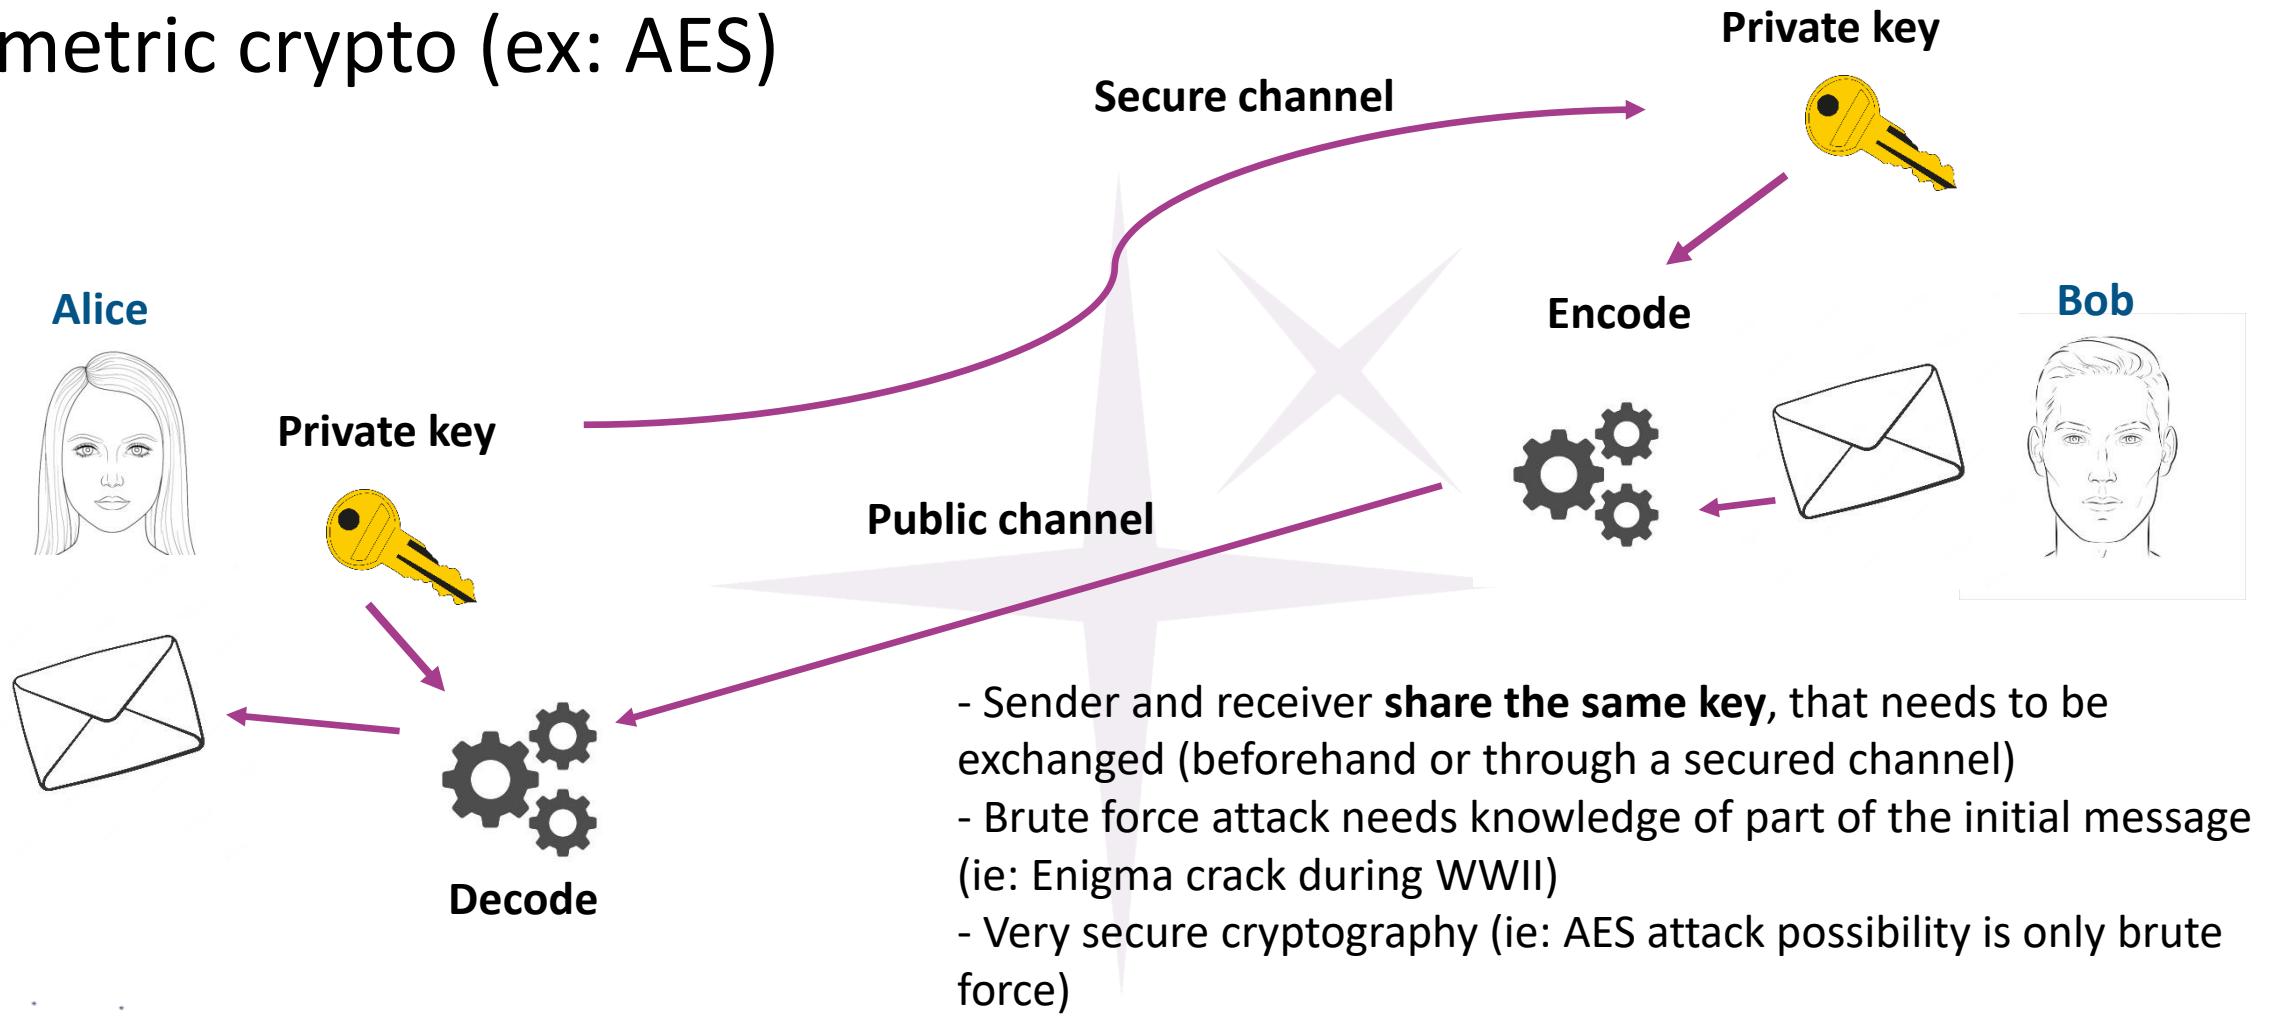 metric crypto (ex: AES)
Private key
Secure channel
Alice
Encode
Bob
Private key
Public channel
Decode
- Sender and receiver share the same key, that needs to be
exchanged (beforehand or through a secured channel)
- Brute force attack needs knowledge of part of the initial message
(ie: Enigma crack during WWII)
- Very secure cryptography (ie: AES attack possibility is only brute
force)